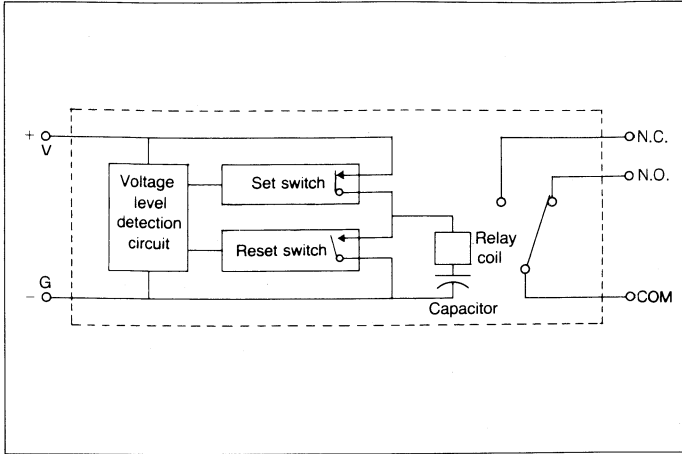 +
V
N.C.
Voltage
level
detection
circuit
Set switch
N.O.
Reset switch
Relay
coil
G
−
Capacitor
COM